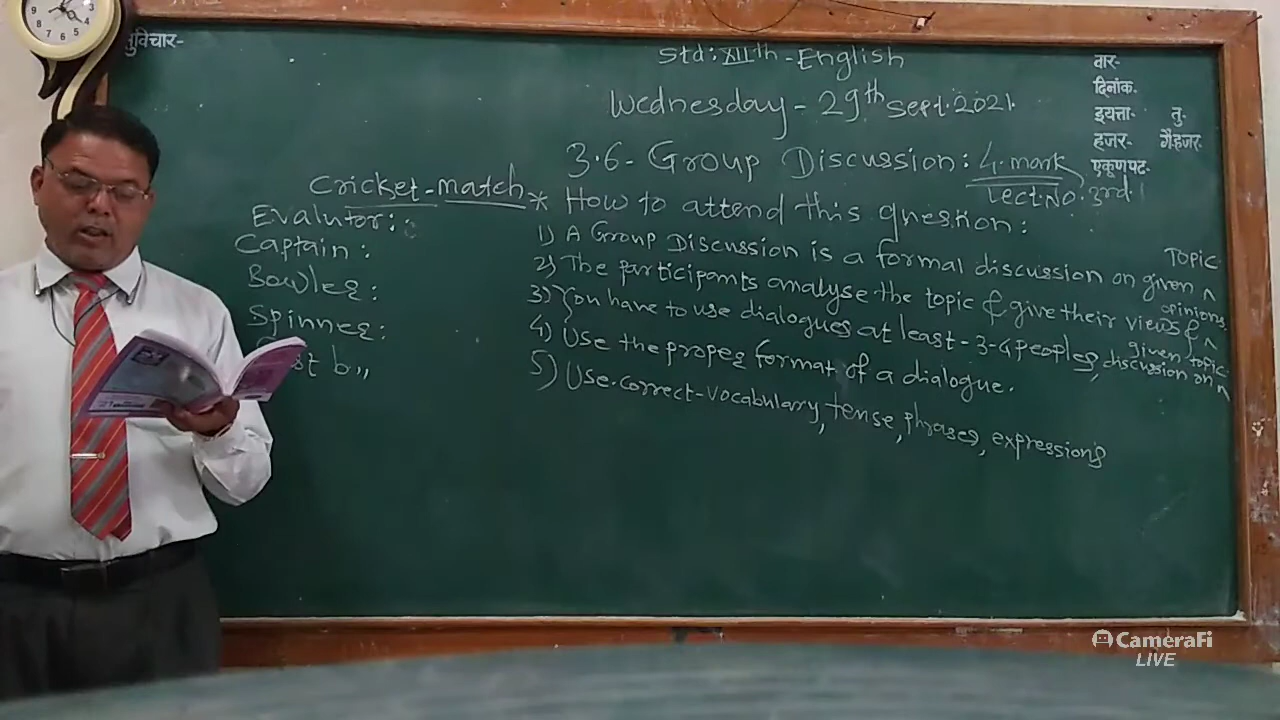 सुविचार-
Std: XIIth - English
Wednesday - 29th Sept. 2021.
3.6 - Group Discussion: 4. mark
Lect. No. 3rd
Cricket - match
Evalutor:
Captain:
Bowler:
Spinner:
b,,
* How to attend this question:
1) A Group Discussion is a formal discussion on given ^ Topic.
2) The participants analyse the topic & give their views & ^ opinions.
3) You have to use dialogues at least - 3-4 peoples, discussion on ^ given topic.
4) Use the proper format of a dialogue.
5) Use correct - vocabulary, tense, phrases, expressions
वार-
दिनांक.
इयत्ता- तु-
हजर- गैरहजर-
एकूण पट-
CameraFi
LIVE